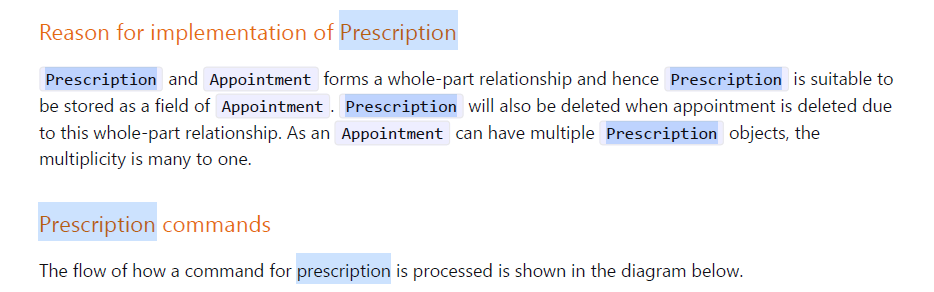 Reason for implementation of Prescription
Prescription and Appointment forms a whole-part relationship and hence Prescription is suitable to
be stored as a field of Appointment. Prescription will also be deleted when appointment is deleted due
to this whole-part relationship. As an Appointment can have multiple Prescription objects, the
multiplicity is many to one.
Prescription commands
The flow of how a command for prescription is processed is shown in the diagram below.